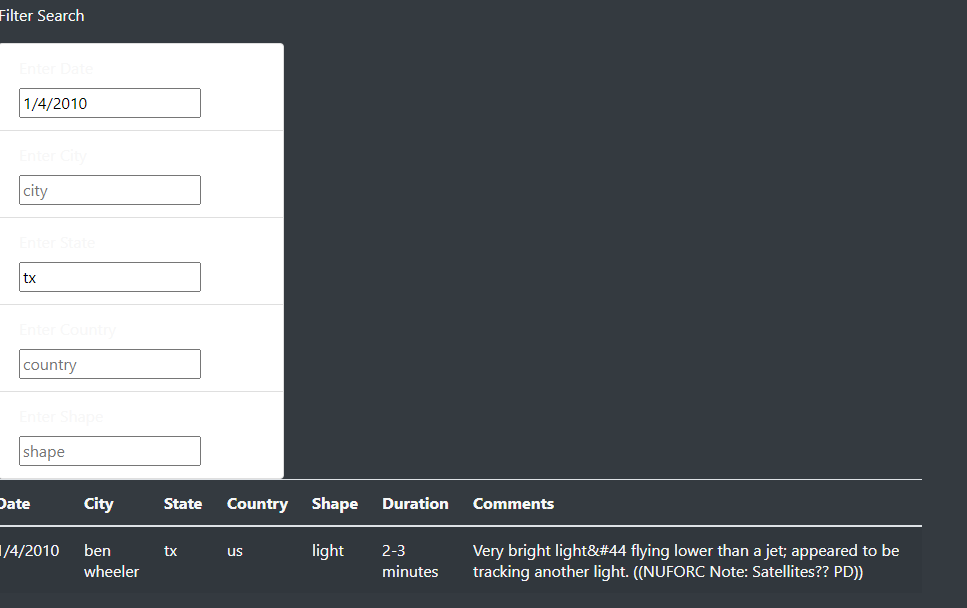 Filter Search
Enter Date
1/4/2010
Enter City
city
Enter State
tx
Enter Country
country
Enter Shape
shape
Date City State Country Shape Duration Comments
1/4/2010 ben tx us light 2-3 Very bright light&#44 flying lower than a jet; appeared to be
wheeler minutes tracking another light. ((NUFORC Note: Satellites?? PD))